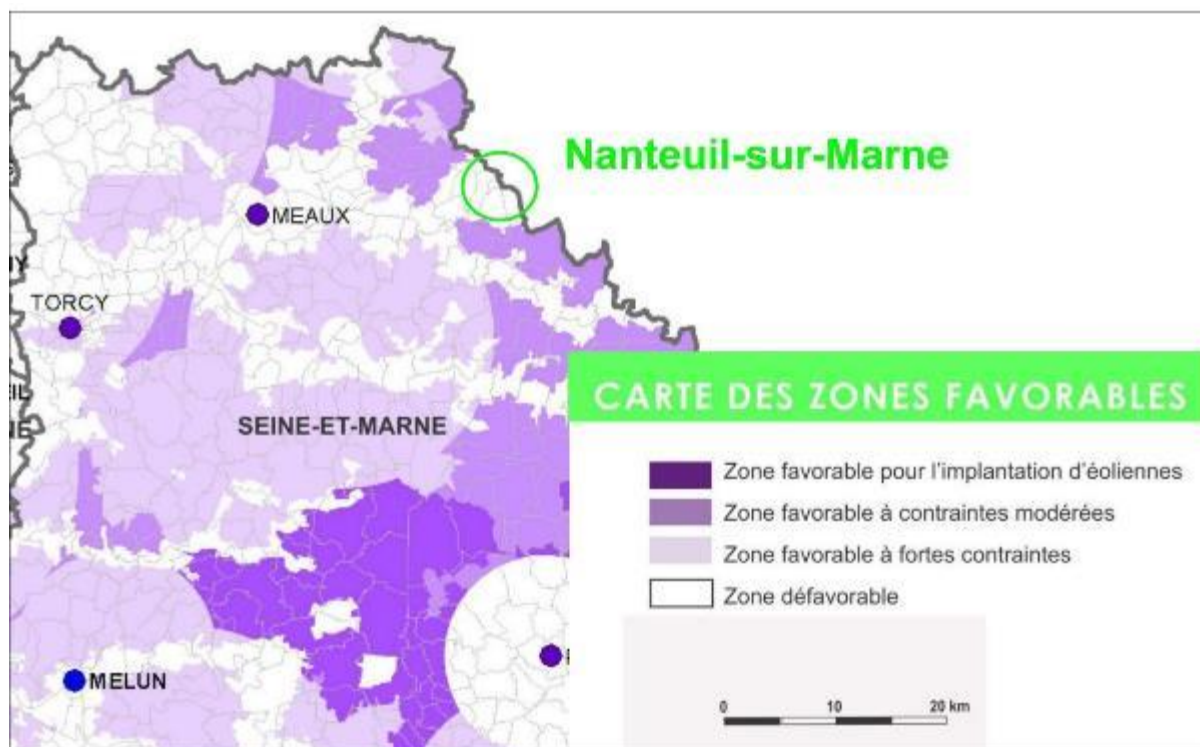 Nanteuil-sur-Marne
MEAUX
TORCY
SEINE-ET-MARNE
MELUN
CARTE DES ZONES FAVORABLES
Zone favorable pour l'implantation d'éoliennes
Zone favorable à contraintes modérées
Zone favorable à fortes contraintes
Zone défavorable
0 10 20 km